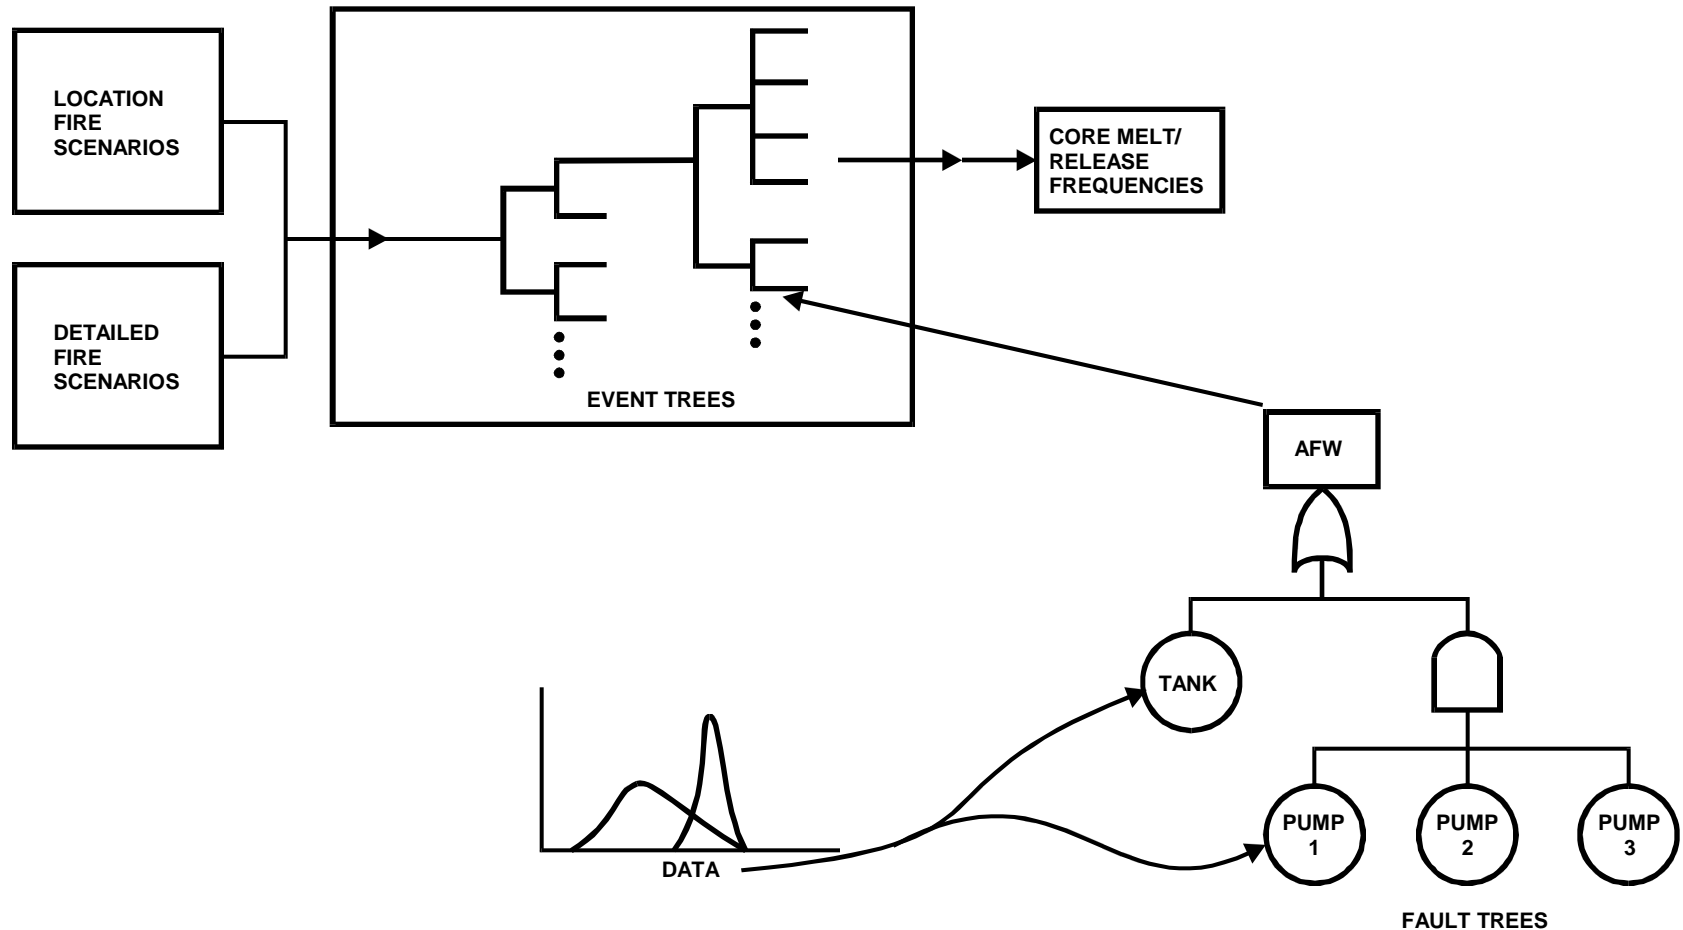 LOCATION
FIRE
SCENARIOS
DETAILED
FIRE
SCENARIOS
EVENT TREES
CORE MELT/
RELEASE
FREQUENCIES
AFW
TANK
PUMP
1
PUMP
2
PUMP
3
DATA
FAULT TREES